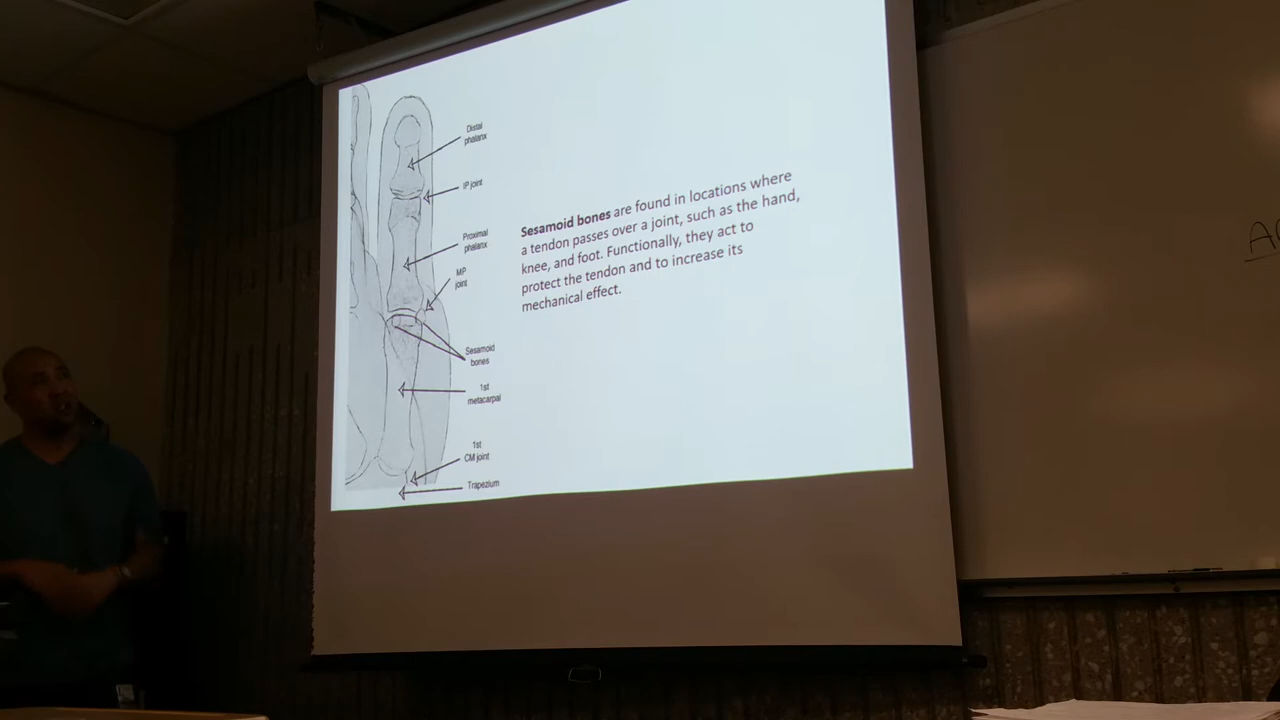 Distal
phalanx
IP joint
Proximal
phalanx
MP
joint
Sesamoid
bones
1st
metacarpal
1st
CM joint
Trapezium
Sesamoid bones are found in locations where
a tendon passes over a joint, such as the hand,
knee, and foot. Functionally, they act to
protect the tendon and to increase its
mechanical effect.